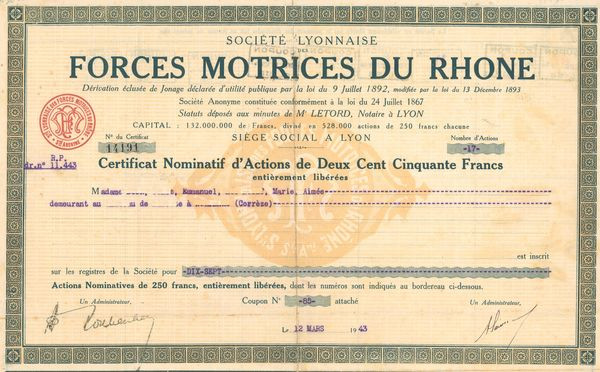 SOCIÉTÉ LYONNAISE
DES
FORCES MOTRICES DU RHONE
Dérivation éclusée de Jonage déclarée d'utilité publique par la loi du 9 Juillet 1892, modifiée par la loi du 13 Décembre 1893
Société Anonyme constituée conformément à la loi du 24 Juillet 1867
Statuts déposés aux minutes de Mᵉ LETORD, Notaire à LYON
CAPITAL : 132.000.000 de Francs, divisé en 528.000 actions de 250 francs chacune
SIÈGE SOCIAL A LYON
N° du Certificat
14191
Nombre d'Actions
-17-
R.P.
dr.n° 11.443
Certificat Nominatif d'Actions de Deux Cent Cinquante Francs
entièrement libérées
Madame Emmanuel, Marie, Aimée
demeurant au de à (Corrèze)
est inscrit
sur les registres de la Société pour -DIX-SEPT-
Actions Nominatives de 250 francs, entièrement libérées, dont les numéros sont indiqués au bordereau ci-dessous.
Un Administrateur,
Coupon N° -85- attaché
Un Administrateur,
Le 12 MARS 1943